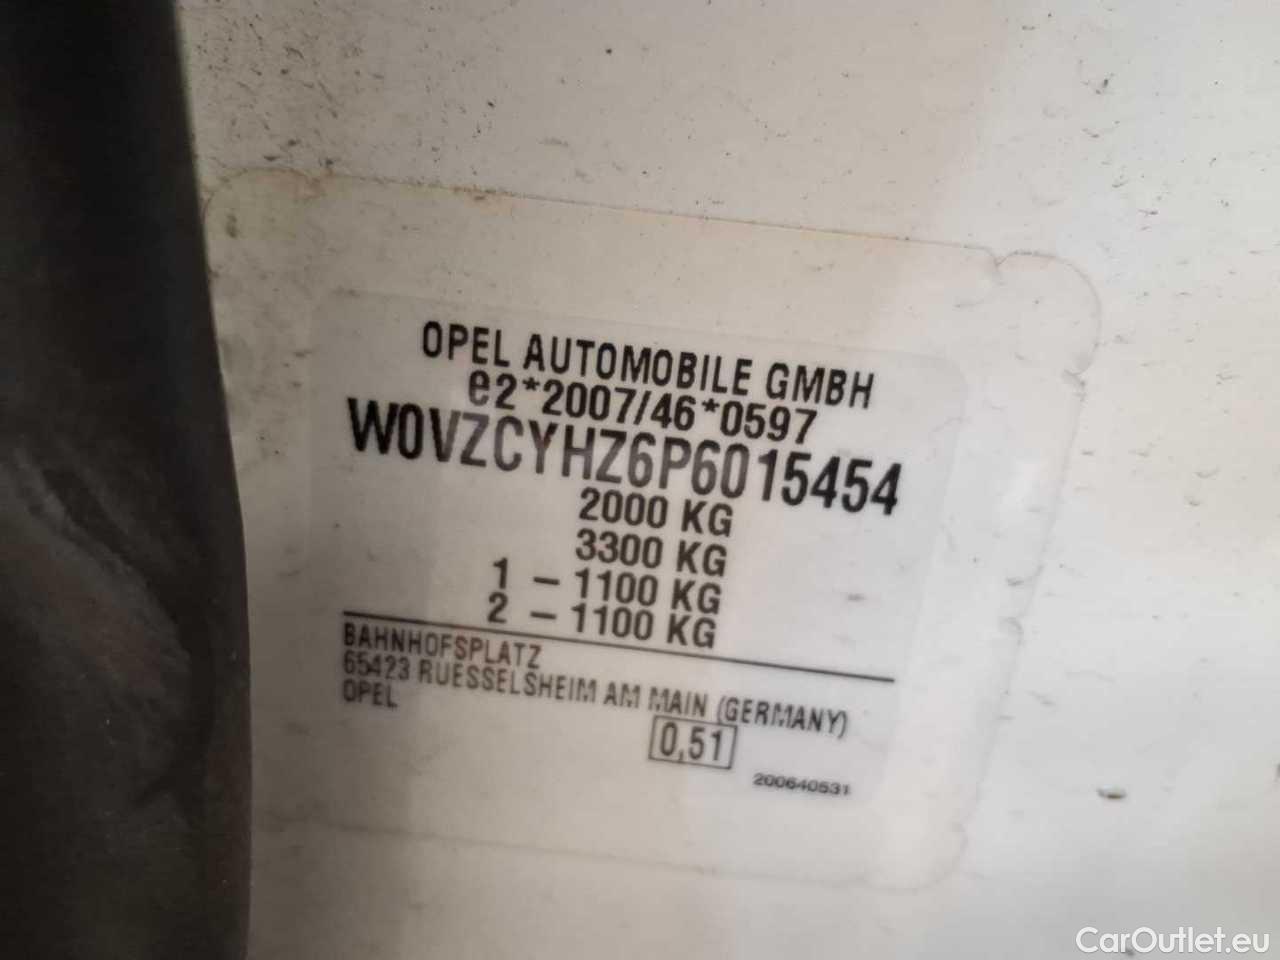 OPEL AUTOMOBILE GMBH
e2*2007/46*0597
W0VZCYHZ6P6015454
2000 KG
3300 KG
1 - 1100 KG
2 - 1100 KG
BAHNHOFSPLATZ
65423 RUESSELSHEIM AM MAIN (GERMANY)
OPEL
0,51
200640531
CarOutlet.eu